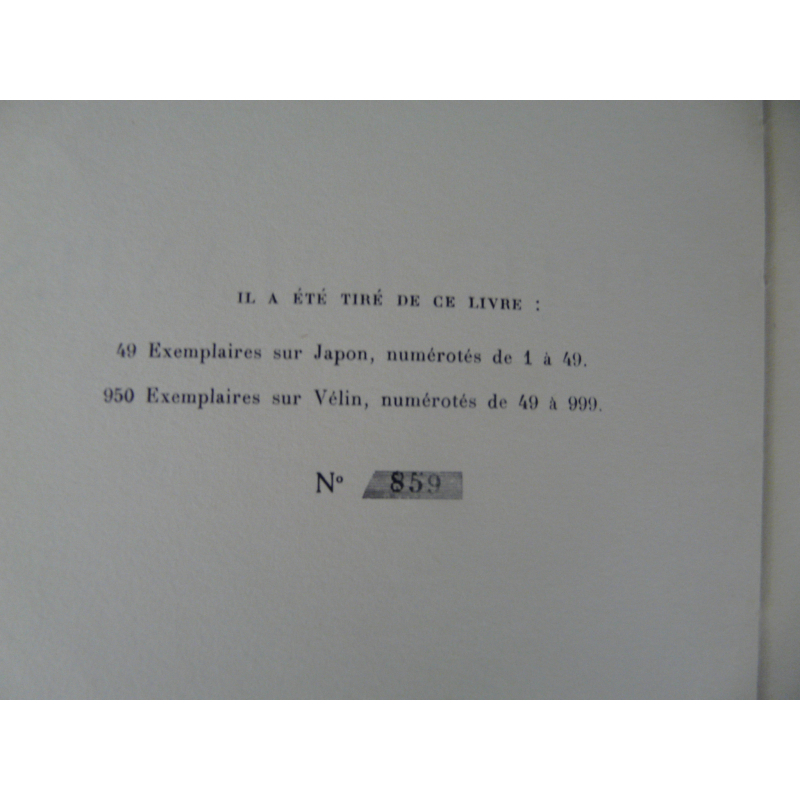 IL A ÉTÉ TIRÉ DE CE LIVRE :
49 Exemplaires sur Japon, numérotés de 1 à 49.
950 Exemplaires sur Vélin, numérotés de 49 à 999.
Nº 859